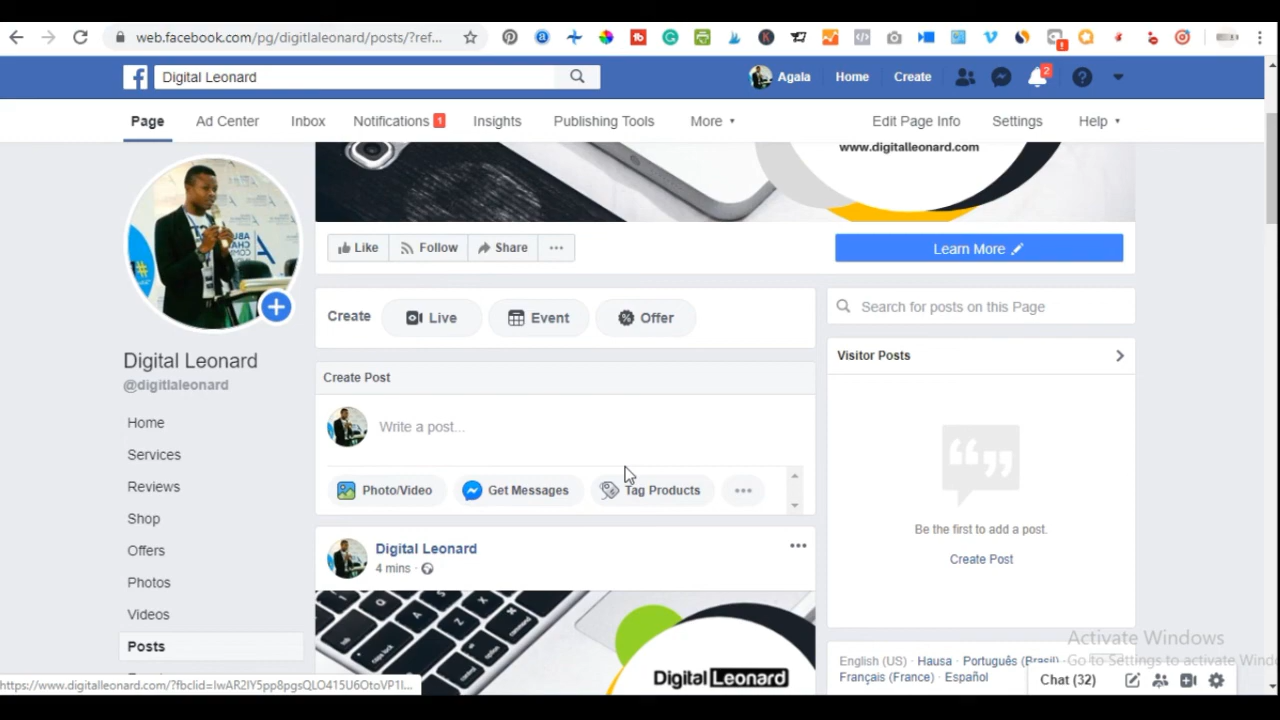 web.facebook.com/pg/digitlaleonard/posts/?ref...
Digital Leonard
Agala
Home
Create
2
Page
Ad Center
Inbox
Notifications 1
Insights
Publishing Tools
More
Edit Page Info
Settings
Help
www.digitalleonard.com
Like
Follow
Share
Learn More
Create
Live
Event
Offer
Search for posts on this Page
Create Post
Visitor Posts
Digital Leonard
@digitlaleonard
Write a post...
Home
Services
Reviews
Photo/Video
Get Messages
Tag Products
Shop
Be the first to add a post.
Offers
Digital Leonard
Create Post
4 mins ·
Photos
Videos
Posts
Activate Windows
Go to Settings to activate
English (US) · Hausa · Português (Brasil) ·
Français (France) · Español
Chat (32)
Digital Leonard
https://www.digitalleonard.com/?fbclid=